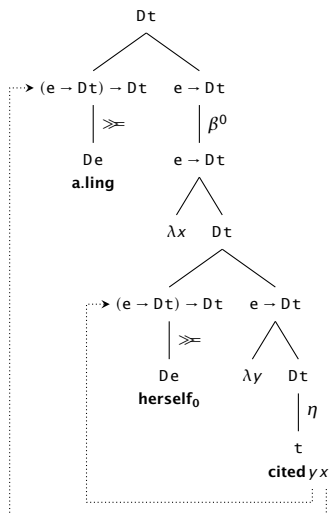 Dt
(e → Dt) → Dt e → Dt
≫= β⁰
De e → Dt
a.ling
λx Dt
(e → Dt) → Dt e → Dt
≫=
De λy Dt
herself₀
η
t
cited y x